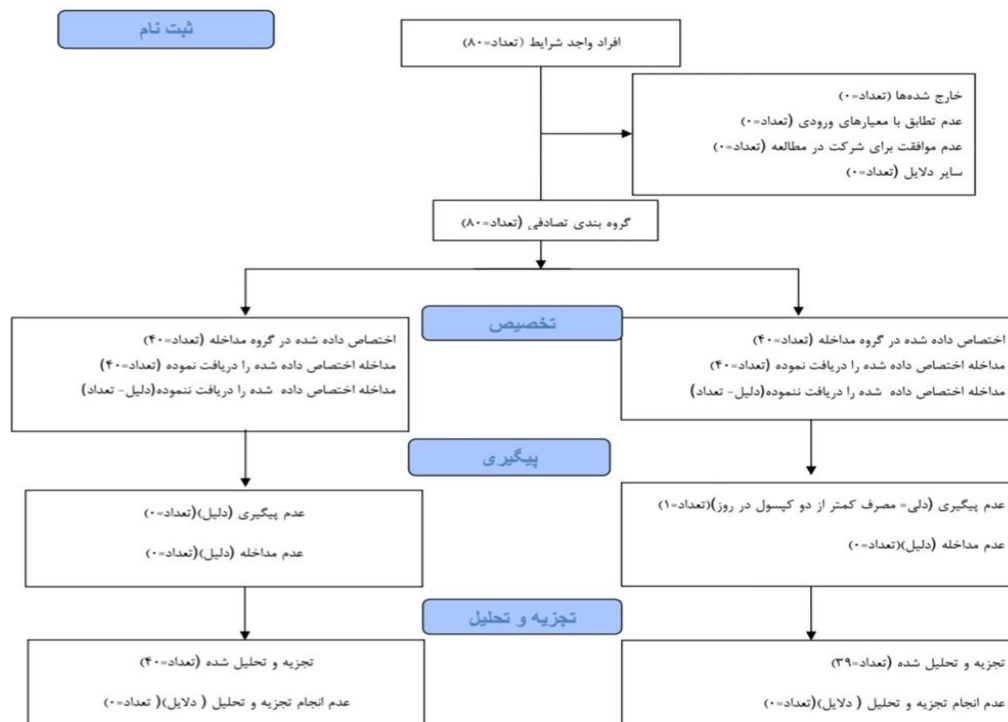 ثبت نام
افراد واجد شرایط (تعداد=۸۰)
خارج شده‌ها (تعداد=۰)
عدم تطابق با معیارهای ورودی (تعداد=۰)
عدم موافقت برای شرکت در مطالعه (تعداد=۰)
سایر دلایل (تعداد=۰)
گروه بندی تصادفی (تعداد=۸۰)
تخصیص
اختصاص داده شده در گروه مداخله (تعداد=۴۰)
مداخله اختصاص داده شده را دریافت نموده (تعداد=۴۰)
مداخله اختصاص داده شده را دریافت ننموده(دلیل- تعداد)
اختصاص داده شده در گروه مداخله (تعداد=۴۰)
مداخله اختصاص داده شده را دریافت نموده (تعداد=۴۰)
مداخله اختصاص داده شده را دریافت ننموده(دلیل- تعداد)
پیگیری
عدم پیگیری (دلی= مصرف کمتر از دو کپسول در روز)(تعداد=۱)
عدم مداخله (دلیل)(تعداد=۰)
عدم پیگیری (دلیل)(تعداد=۰)
عدم مداخله (دلیل)(تعداد=۰)
تجزیه و تحلیل
تجزیه و تحلیل شده (تعداد=۳۹)
عدم انجام تجزیه و تحلیل ( دلایل)(تعداد=۰)
تجزیه و تحلیل شده (تعداد=۴۰)
عدم انجام تجزیه و تحلیل ( دلایل)( تعداد=۰)